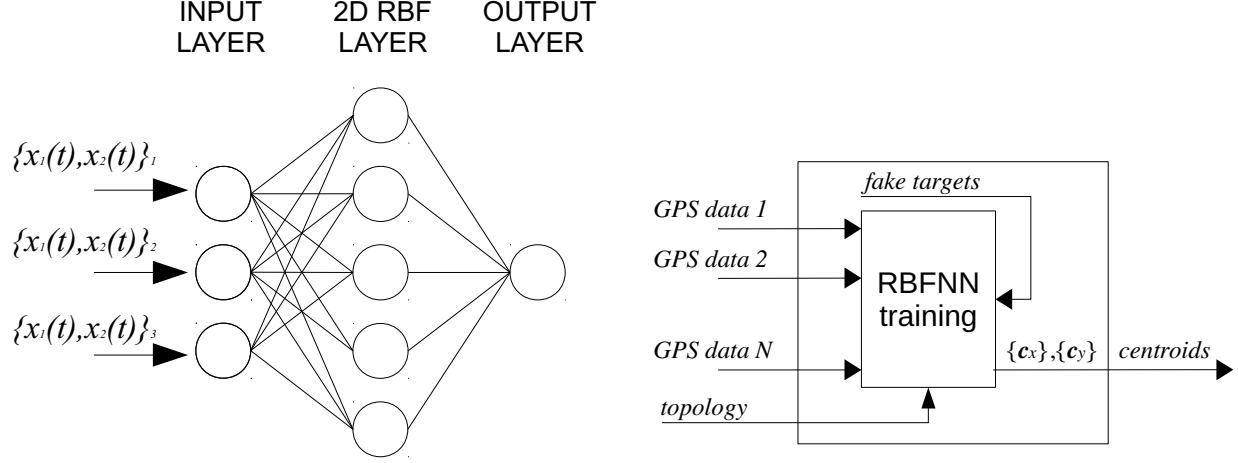 INPUT LAYER
2D RBF LAYER
OUTPUT LAYER
{x₁(t),x₂(t)}₁
{x₁(t),x₂(t)}₂
{x₁(t),x₂(t)}₃
fake targets
GPS data 1
GPS data 2
RBFNN
training
GPS data N
{cₓ},{cᵧ}
centroids
topology